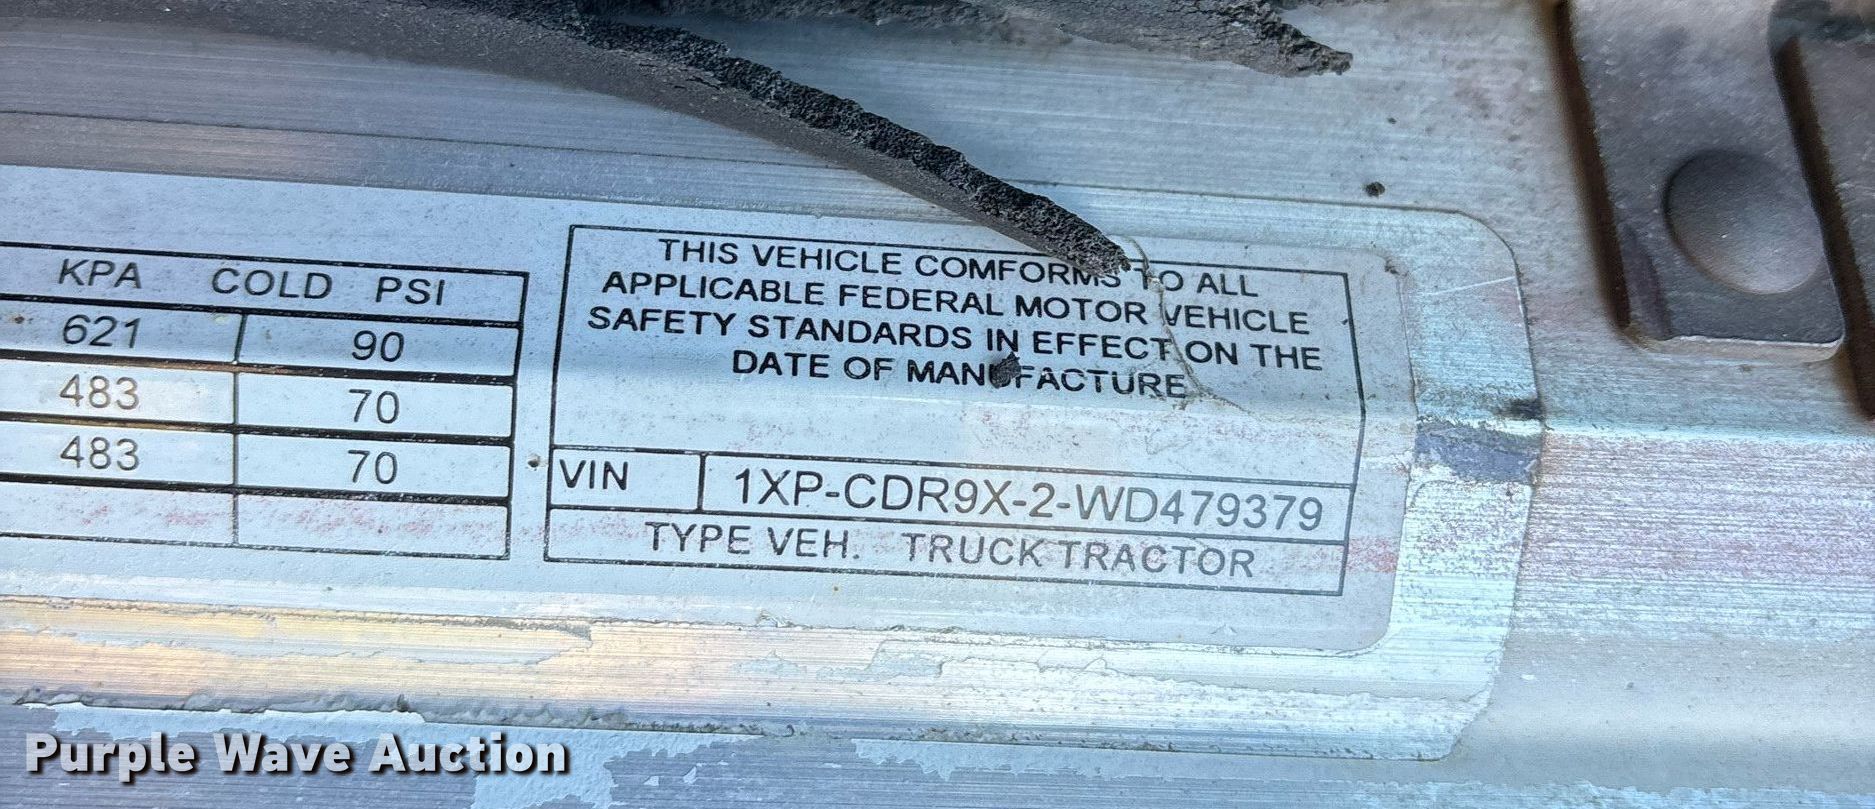 KPA COLD PSI
621 90
483 70
483 70
THIS VEHICLE COMFORMS TO ALL
APPLICABLE FEDERAL MOTOR VEHICLE
SAFETY STANDARDS IN EFFECT ON THE
DATE OF MANUFACTURE
VIN 1XP-CDR9X-2-WD479379
TYPE VEH. TRUCK TRACTOR
Purple Wave Auction